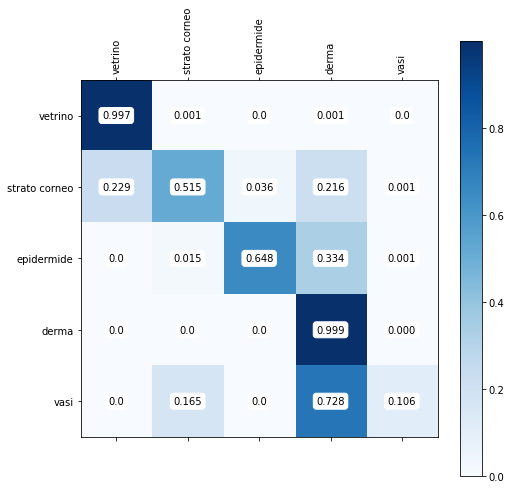 vetrino strato corneo epidermide derma vasi
vetrino 0.997 0.001 0.0 0.001 0.0
strato corneo 0.229 0.515 0.036 0.216 0.001
epidermide 0.0 0.015 0.648 0.334 0.001
derma 0.0 0.0 0.0 0.999 0.000
vasi 0.0 0.165 0.0 0.728 0.106
0.8
0.6
0.4
0.2
0.0